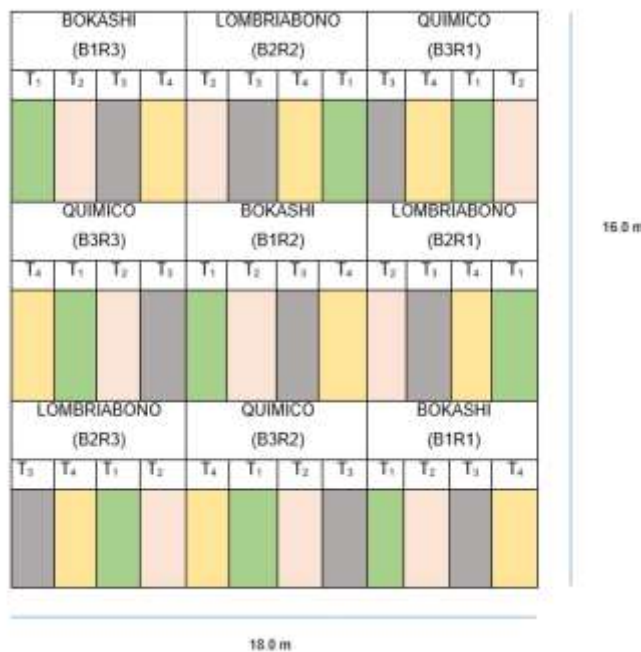 BOKASHI LOMBRIABONO QUIMICO
(B1R3) (B2R2) (B3R1)
T₁ T₂ T₃ T₄ T₂ T₃ T₄ T₁ T₃ T₄ T₁ T₂
QUIMICO BOKASHI LOMBRIABONO
(B3R3) (B1R2) (B2R1)
T₄ T₁ T₂ T₃ T₁ T₂ T₃ T₄ T₂ T₃ T₄ T₁
16.0 m
LOMBRIABONO QUIMICO BOKASHI
(B2R3) (B3R2) (B1R1)
T₃ T₄ T₁ T₂ T₄ T₁ T₂ T₃ T₁ T₂ T₃ T₄
18.0 m